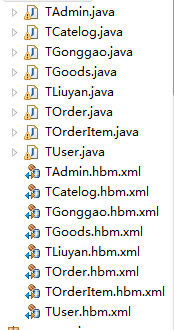 TAdmin.java
TCatelog.java
TGonggao.java
TGoods.java
TLiuyan.java
TOrder.java
TOrderItem.java
TUser.java
TAdmin.hbm.xml
TCatelog.hbm.xml
TGonggao.hbm.xml
TGoods.hbm.xml
TLiuyan.hbm.xml
TOrder.hbm.xml
TOrderItem.hbm.xml
TUser.hbm.xml